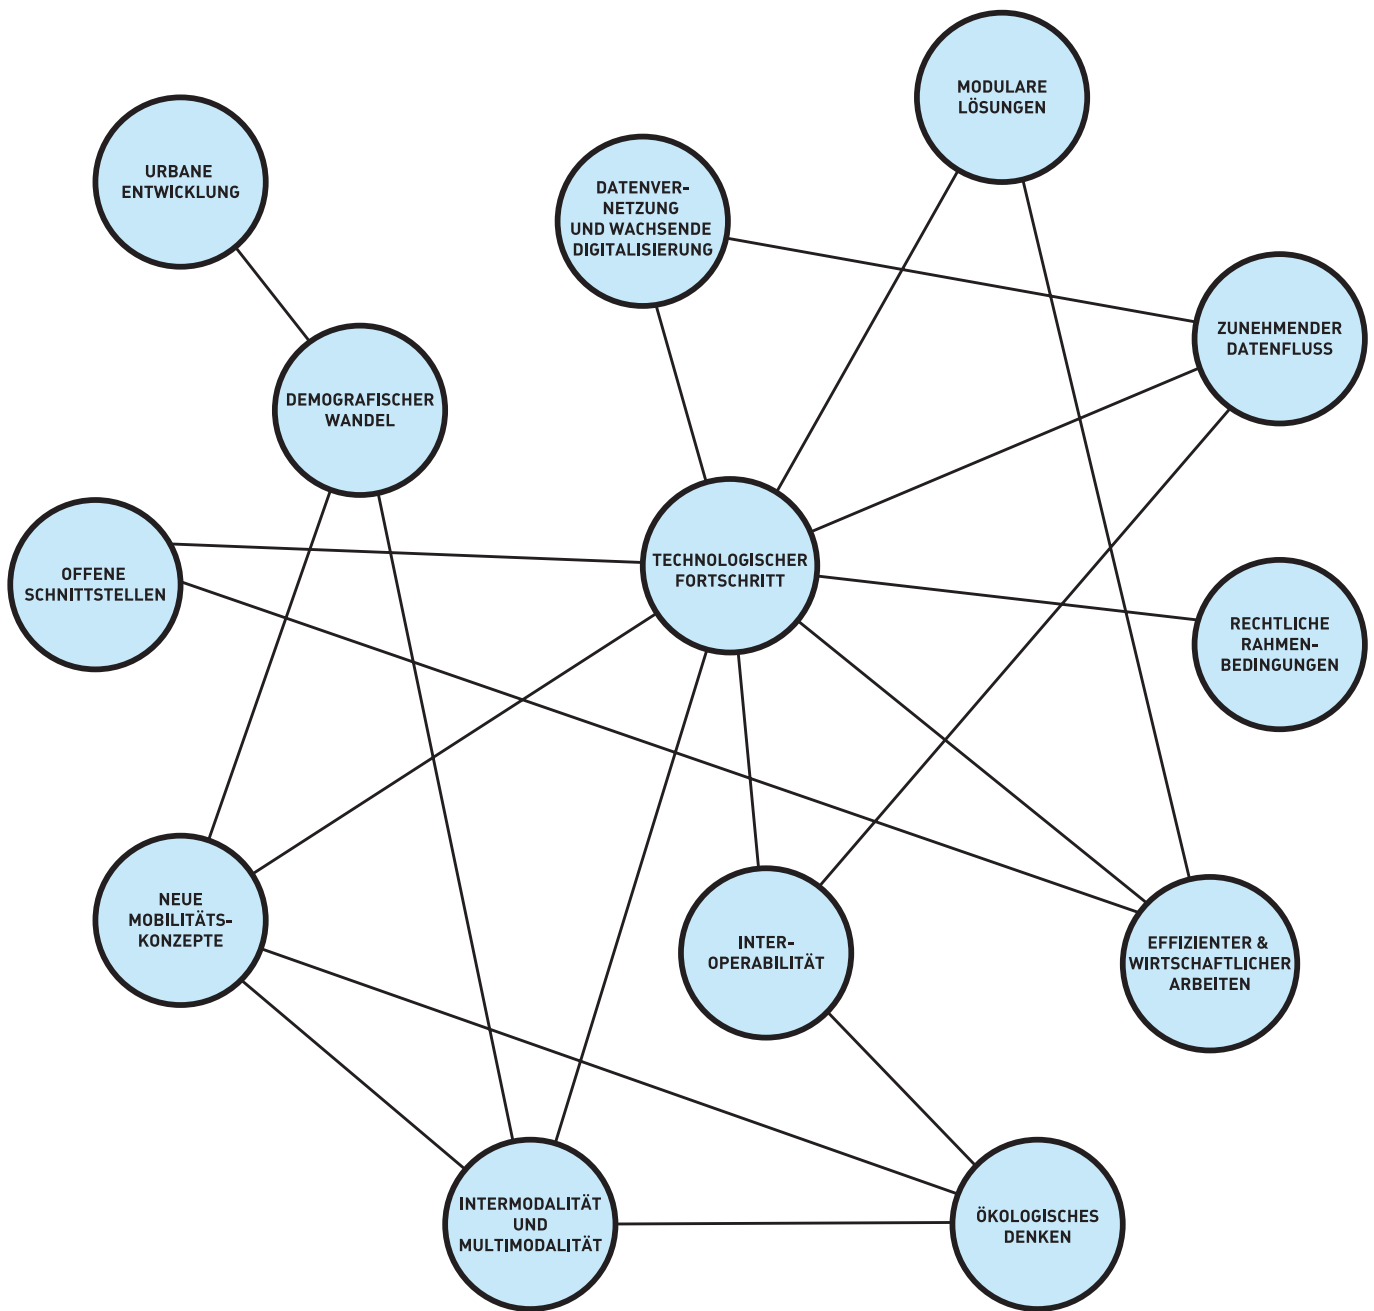 MODULARE
LÖSUNGEN
URBANE
ENTWICKLUNG
DATENVER-
NETZUNG
UND WACHSENDE
DIGITALISIERUNG
ZUNEHMENDER
DATENFLUSS
DEMOGRAFISCHER
WANDEL
OFFENE
SCHNITTSTELLEN
TECHNOLOGISCHER
FORTSCHRITT
RECHTLICHE
RAHMEN-
BEDINGUNGEN
NEUE
MOBILITÄTS-
KONZEPTE
INTER-
OPERABILITÄT
EFFIZIENTER &
WIRTSCHAFTLICHER
ARBEITEN
INTERMODALITÄT
UND
MULTIMODALITÄT
ÖKOLOGISCHES
DENKEN